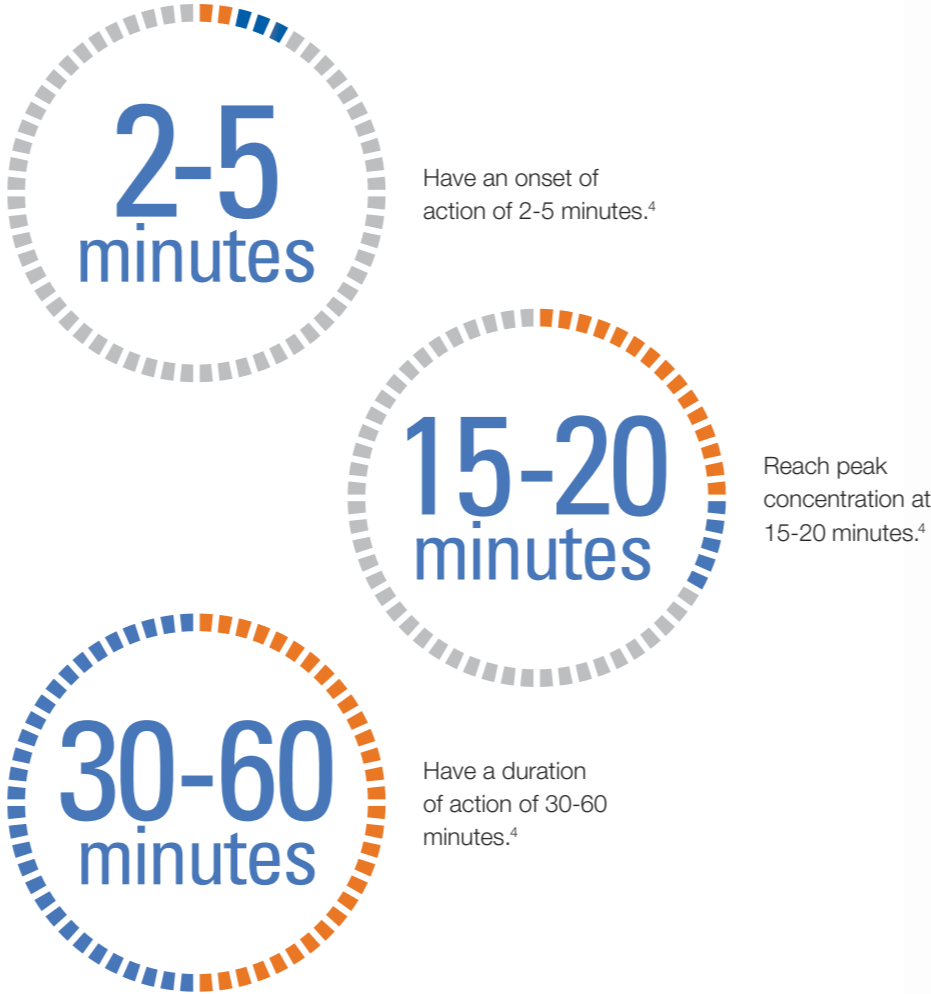 2-5
minutes
Have an onset of
action of 2-5 minutes.⁴
15-20
minutes
Reach peak
concentration at
15-20 minutes.⁴
30-60
minutes
Have a duration
of action of 30-60
minutes.⁴